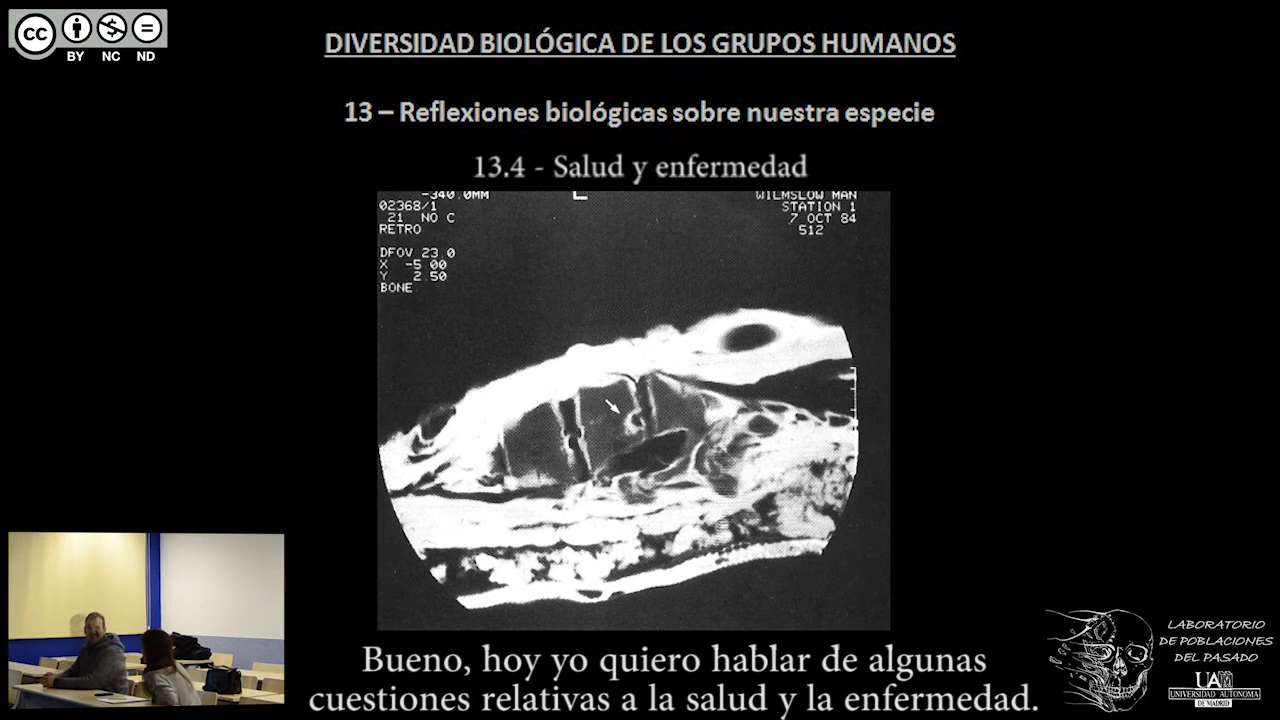 CC
BY NC ND
DIVERSIDAD BIOLÓGICA DE LOS GRUPOS HUMANOS
13 – Reflexiones biológicas sobre nuestra especie
13.4 - Salud y enfermedad
-340.0MM
02368/1
21 NO C
RETRO
DFOV 23.0
X -5.00
Y 2.50
BONE
WILMSLOW MAN
STATION 1
7 OCT 84
512
Bueno, hoy yo quiero hablar de algunas
cuestiones relativas a la salud y la enfermedad.
LABORATORIO
DE POBLACIONES
DEL PASADO
UAM
UNIVERSIDAD AUTONOMA
DE MADRID